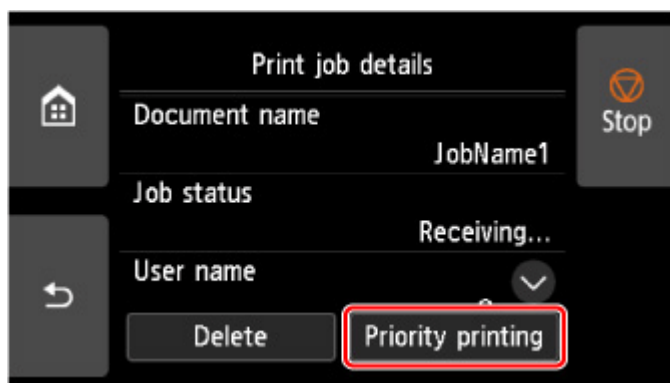 Print job details
Document name
JobName1
Job status
Receiving...
User name
Delete
Priority printing
Stop